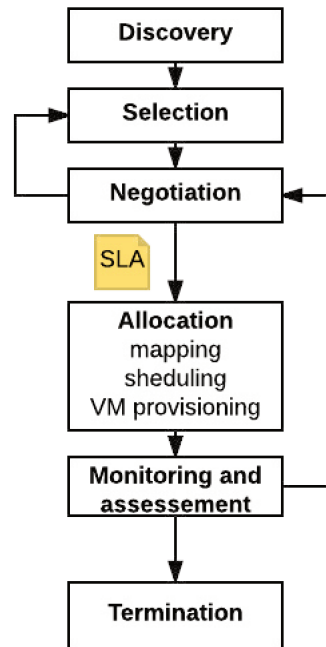 Discovery
Selection
Negotiation
SLA
Allocation
mapping
sheduling
VM provisioning
Monitoring and
assessement
Termination